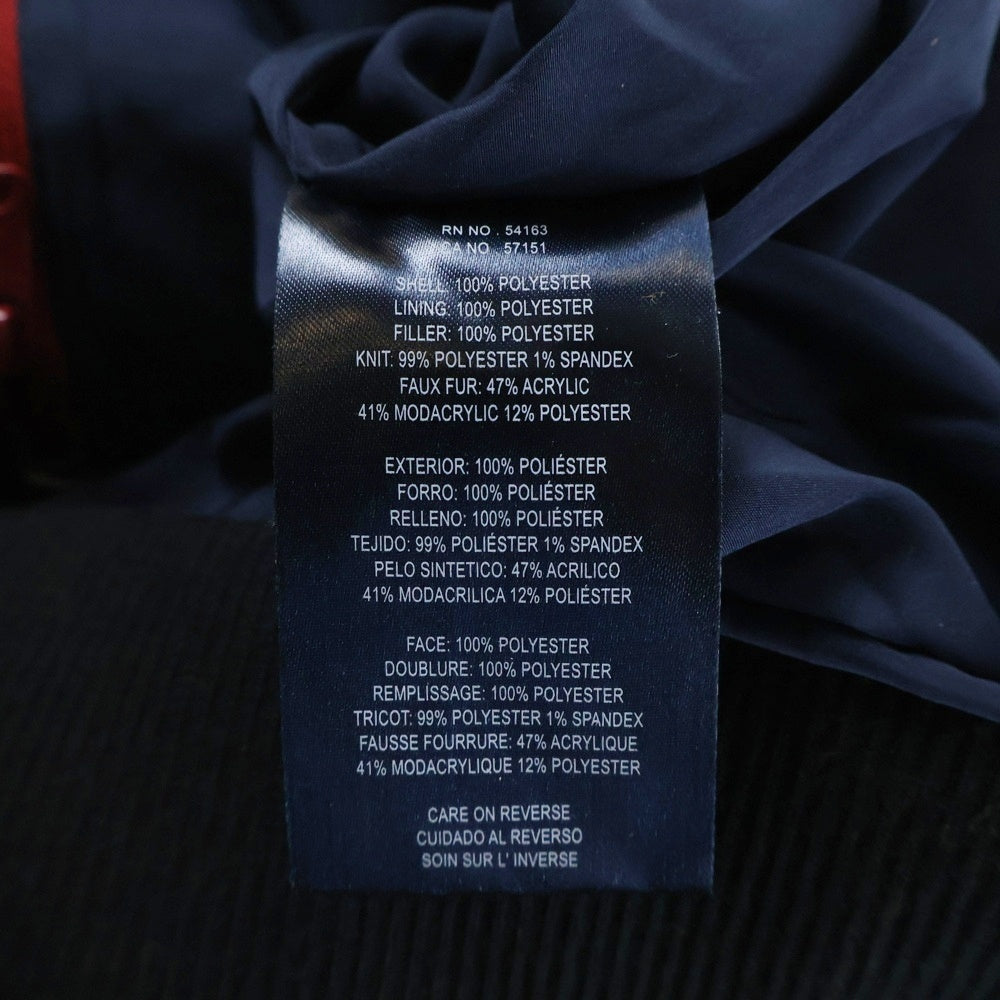 RN NO . 54163
CA NO . 57151
SHELL: 100% POLYESTER
LINING: 100% POLYESTER
FILLER: 100% POLYESTER
KNIT: 99% POLYESTER 1% SPANDEX
FAUX FUR: 47% ACRYLIC
41% MODACRYLIC 12% POLYESTER
EXTERIOR: 100% POLIÉSTER
FORRO: 100% POLIÉSTER
RELLENO: 100% POLIÉSTER
TEJIDO: 99% POLIÉSTER 1% SPANDEX
PELO SINTETICO: 47% ACRILICO
41% MODACRILICA 12% POLIÉSTER
FACE: 100% POLYESTER
DOUBLURE: 100% POLYESTER
REMPLISSAGE: 100% POLYESTER
TRICOT: 99% POLYESTER 1% SPANDEX
FAUSSE FOURRURE: 47% ACRYLIQUE
41% MODACRYLIQUE 12% POLYESTER
CARE ON REVERSE
CUIDADO AL REVERSO
SOIN SUR L' INVERSE